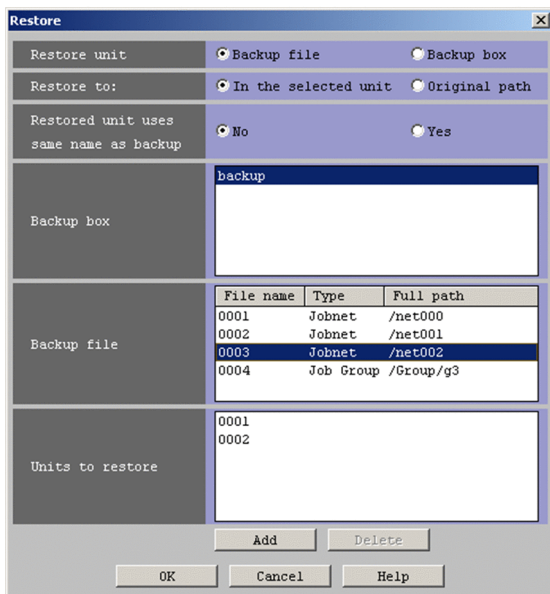 Restore
Restore unit Backup file Backup box
Restore to: In the selected unit Original path
Restored unit uses
same name as backup
No Yes
Backup box
backup
Backup file
File name Type Full path
0001 Jobnet /net000
0002 Jobnet /net001
0003 Jobnet /net002
0004 Job Group /Group/g3
Units to restore
0001
0002
Add Delete
OK Cancel Help